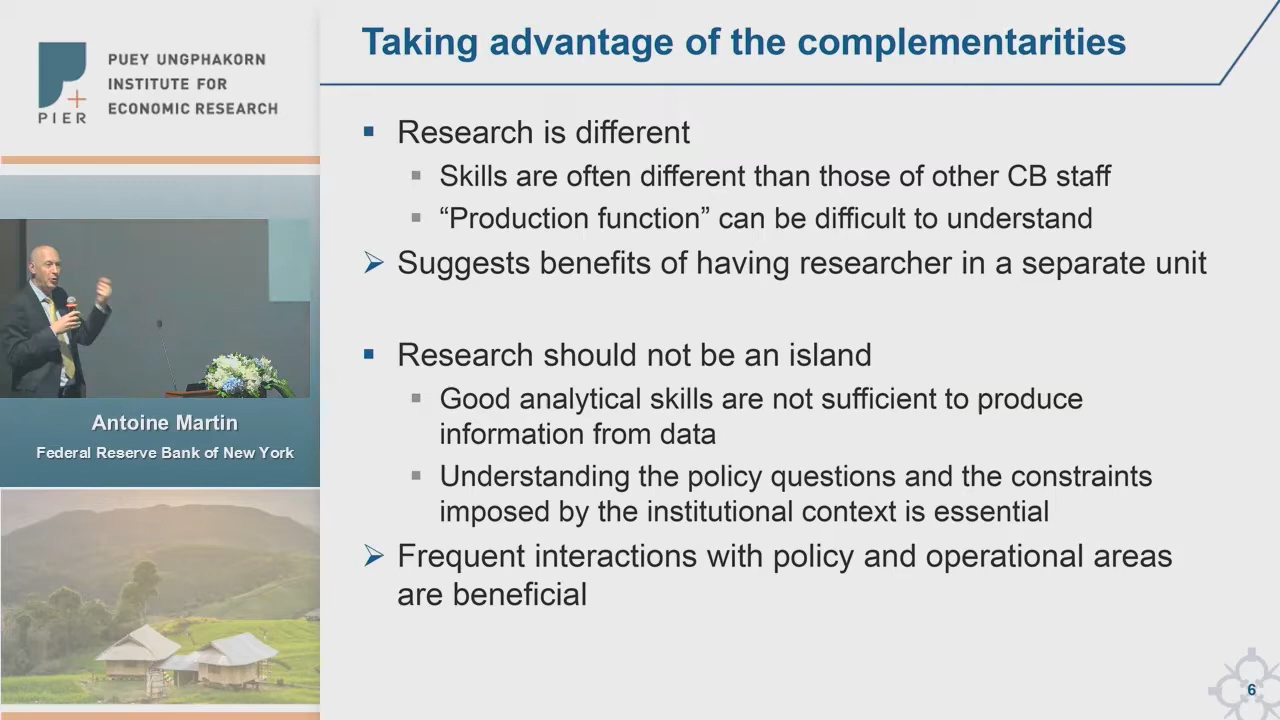 PUEY UNGPHAKORN
INSTITUTE FOR
ECONOMIC RESEARCH
PIER
Antoine Martin
Federal Reserve Bank of New York
Taking advantage of the complementarities
Research is different
Skills are often different than those of other CB staff
“Production function” can be difficult to understand
Suggests benefits of having researcher in a separate unit
Research should not be an island
Good analytical skills are not sufficient to produce
information from data
Understanding the policy questions and the constraints
imposed by the institutional context is essential
Frequent interactions with policy and operational areas
are beneficial
6